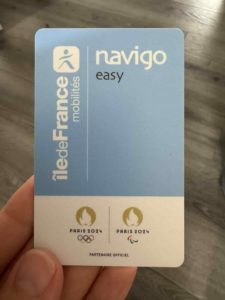 navigo
easy
îledeFrance
mobilités
PARIS 2024
PARIS 2024
PARTENAIRE OFFICIEL